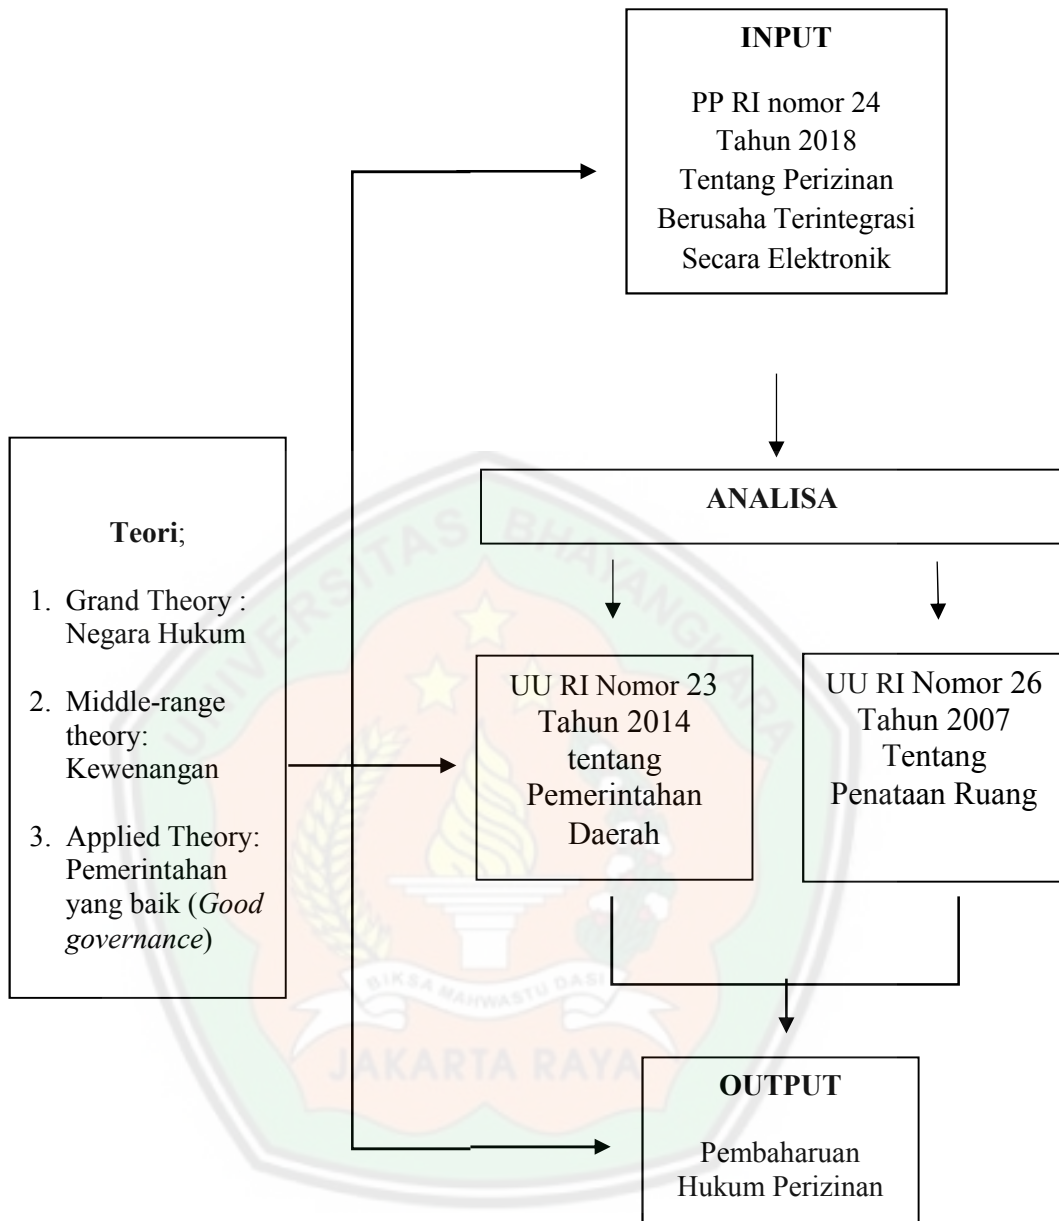 INPUT
PP RI nomor 24
Tahun 2018
Tentang Perizinan
Berusaha Terintegrasi
Secara Elektronik
Teori;
1. Grand Theory :
Negara Hukum
2. Middle-range
theory:
Kewenangan
3. Applied Theory:
Pemerintahan
yang baik (Good
governance)
ANALISA
UU RI Nomor 23
Tahun 2014
tentang
Pemerintahan
Daerah
UU RI Nomor 26
Tahun 2007
Tentang
Penataan Ruang
OUTPUT
Pembaharuan
Hukum Perizinan
UNIVERSITAS BHAYANGKARA
BIKSA MAHWASTU DASI
JAKARTA RAYA